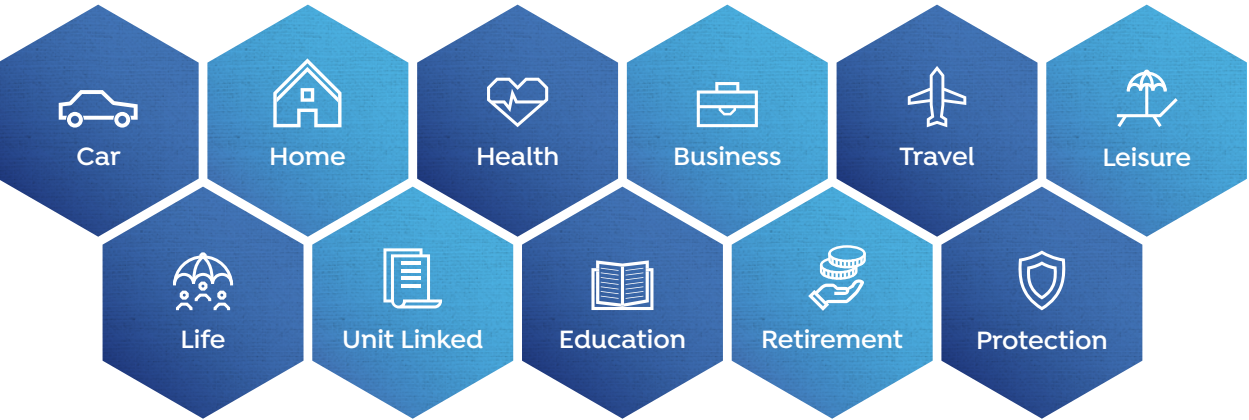 Car
Home
Health
Business
Travel
Leisure
Life
Unit Linked
Education
Retirement
Protection